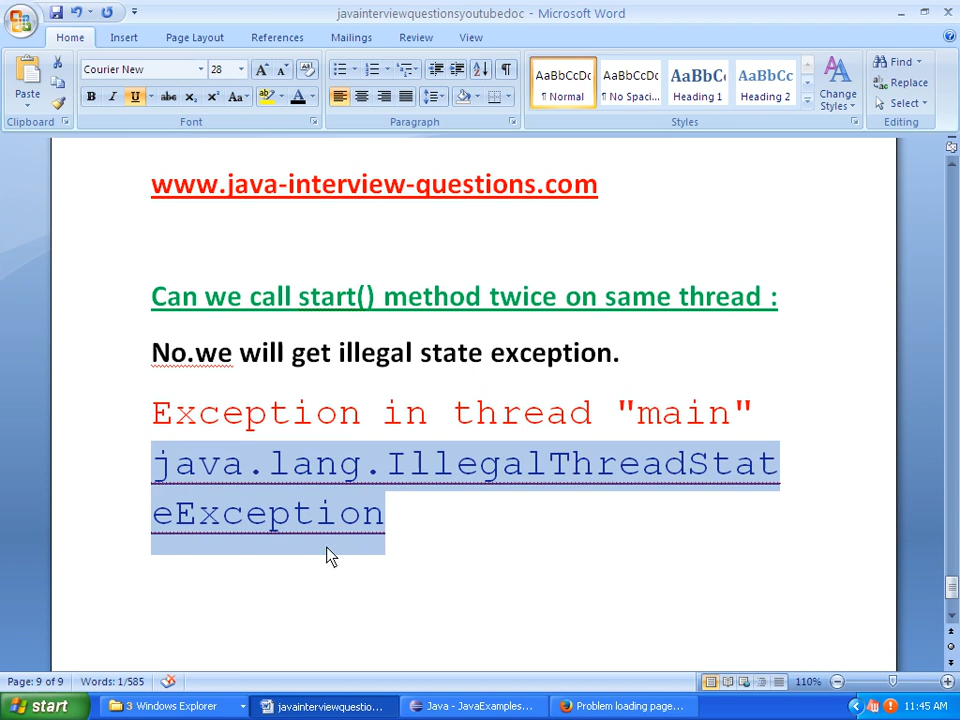 javainterviewquestionsyoutubedoc - Microsoft Word
Home Insert Page Layout References Mailings Review View
Paste
Courier New 28
B I U abc X₂ X² Aa A
AaBbCcDc AaBbCcDc AaBbC AaBbCc
¶ Normal ¶ No Spaci... Heading 1 Heading 2
Change Styles
Find
Replace
Select
Clipboard Font Paragraph Styles Editing
www.java-interview-questions.com
Can we call start() method twice on same thread :
No.we will get illegal state exception.
Exception in thread "main"
java.lang.IllegalThreadStat
eException
Page: 9 of 9 Words: 1/585 110%
start 3 Windows Explorer javainterviewquestio... Java - JavaExamples... Problem loading page... 11:45 AM